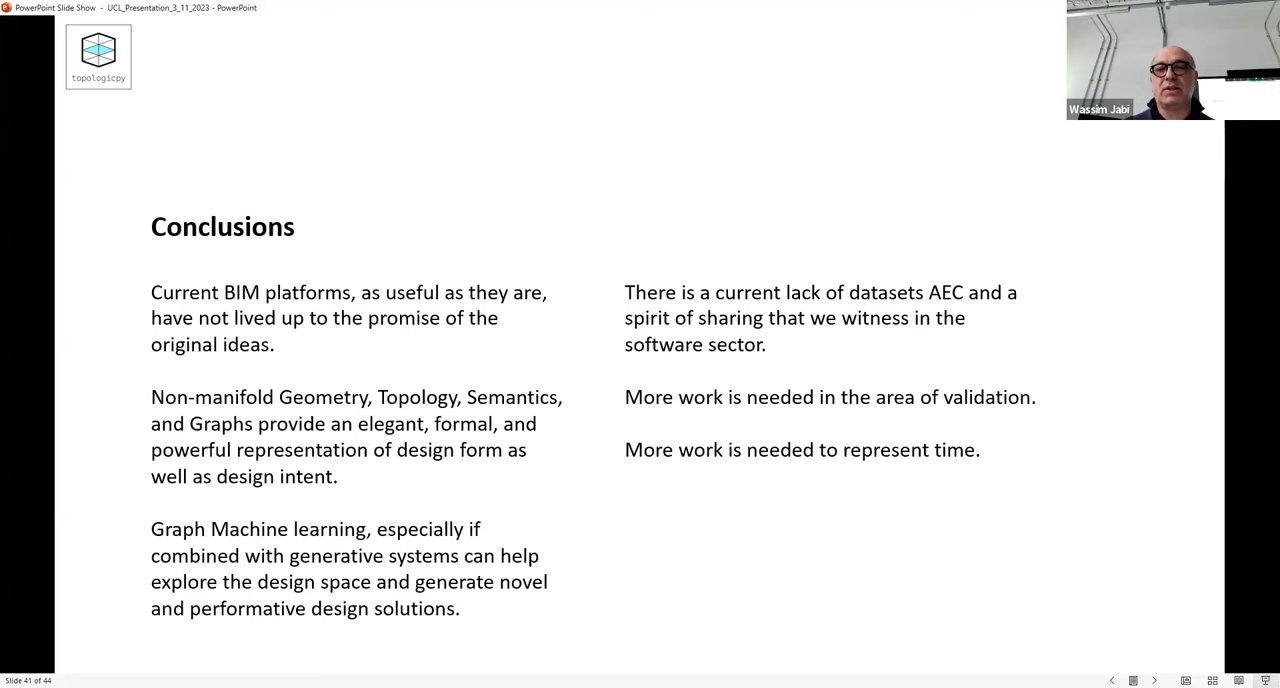 PowerPoint Slide Show - UCL_Presentation_3_11_2023 - PowerPoint
topologicpy
Wassim Jabi
Conclusions
Current BIM platforms, as useful as they are,
have not lived up to the promise of the
original ideas.
Non-manifold Geometry, Topology, Semantics,
and Graphs provide an elegant, formal, and
powerful representation of design form as
well as design intent.
Graph Machine learning, especially if
combined with generative systems can help
explore the design space and generate novel
and performative design solutions.
There is a current lack of datasets AEC and a
spirit of sharing that we witness in the
software sector.
More work is needed in the area of validation.
More work is needed to represent time.
Slide 41 of 44